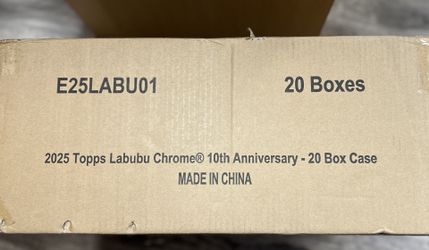 E25LABU01 20 Boxes
2025 Topps Labubu Chrome® 10th Anniversary - 20 Box Case
MADE IN CHINA